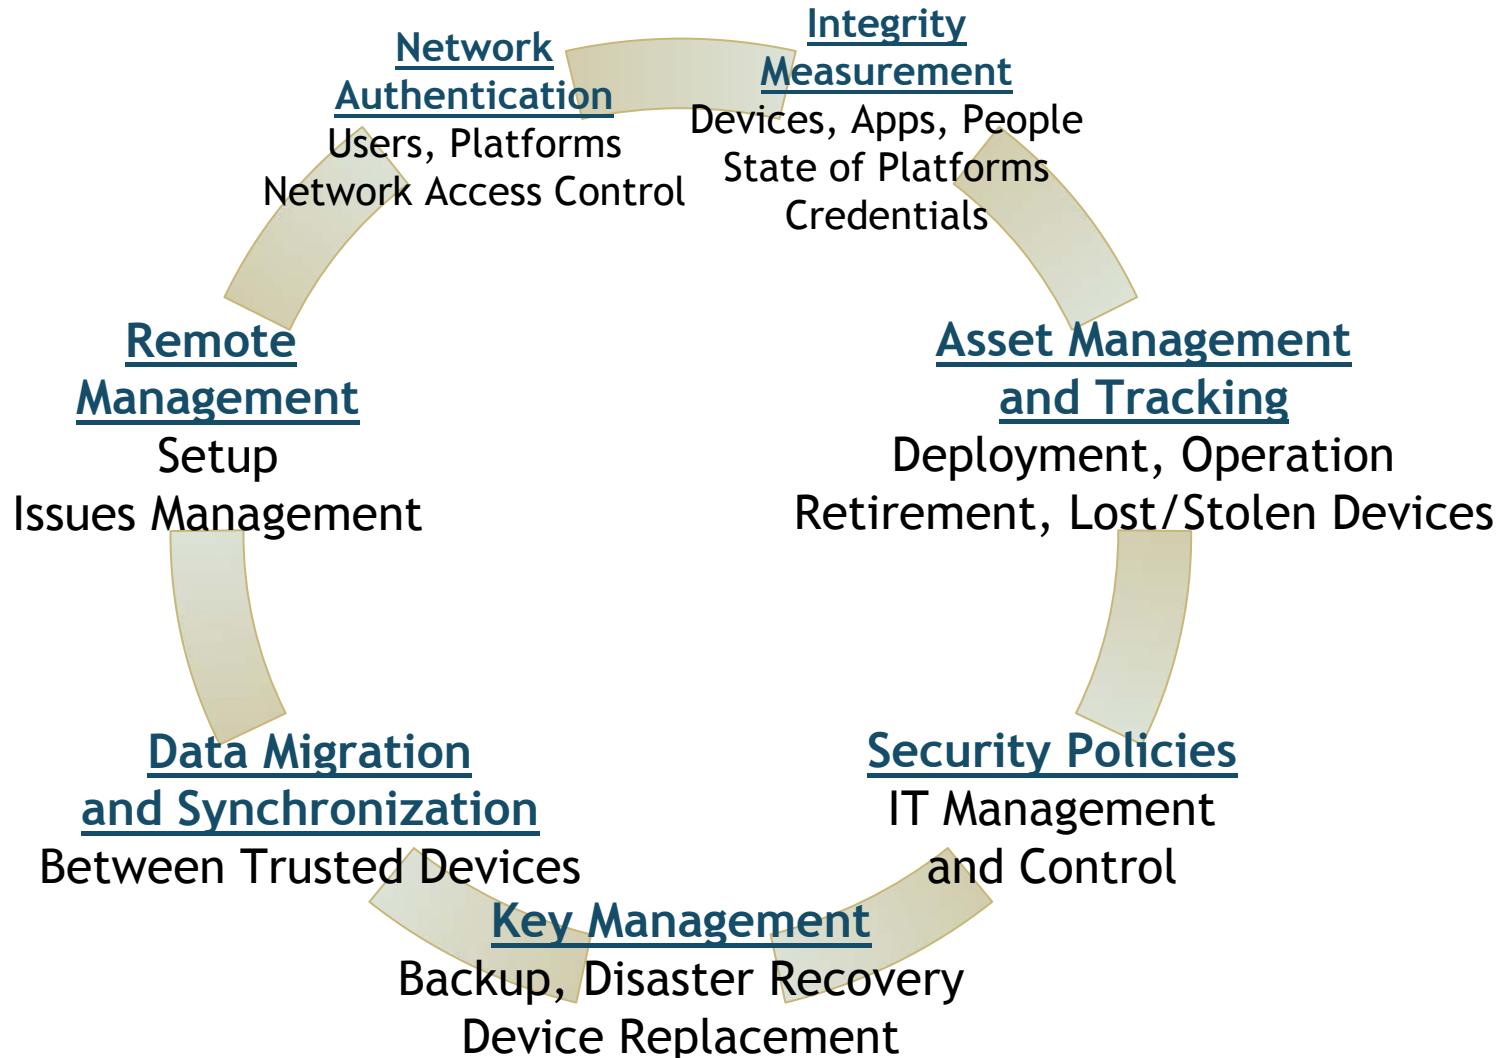 Network
Authentication
Users, Platforms
Network Access Control
Integrity
Measurement
Devices, Apps, People
State of Platforms
Credentials
Asset Management
and Tracking
Deployment, Operation
Retirement, Lost/Stolen Devices
Security Policies
IT Management
and Control
Key Management
Backup, Disaster Recovery
Device Replacement
Data Migration
and Synchronization
Between Trusted Devices
Remote
Management
Setup
Issues Management